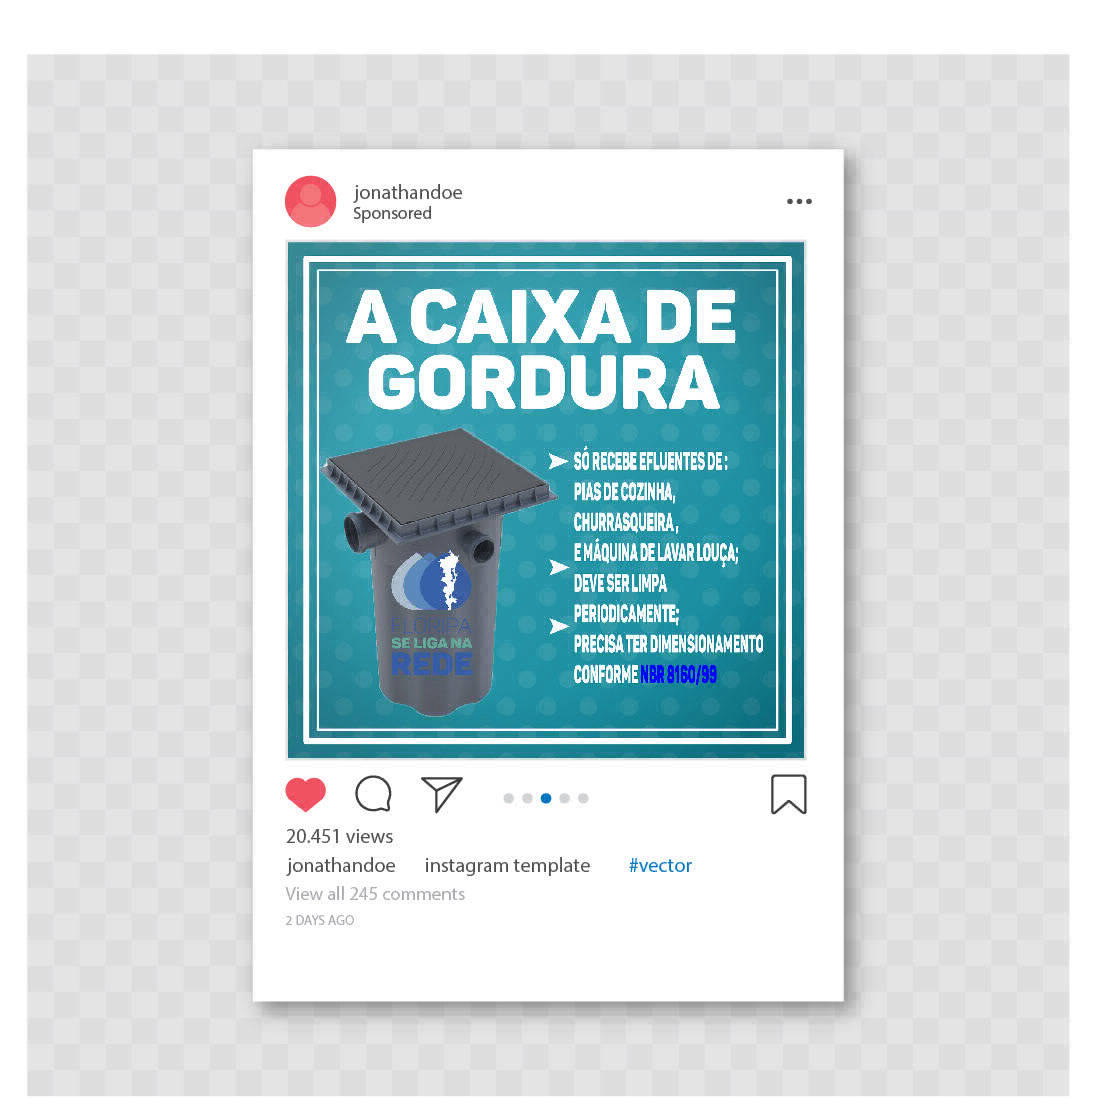 jonathandoe
Sponsored
A CAIXA DE
GORDURA
SÓ RECEBE EFLUENTES DE :
PIAS DE COZINHA,
CHURRASQUEIRA,
E MÁQUINA DE LAVAR LOUÇA;
DEVE SER LIMPA
PERIODICAMENTE;
PRECISA TER DIMENSIONAMENTO
CONFORME NBR 8160/99
FLORIPA
SE LIGA NA
REDE
20.451 views
jonathandoe instagram template #vector
View all 245 comments
2 DAYS AGO